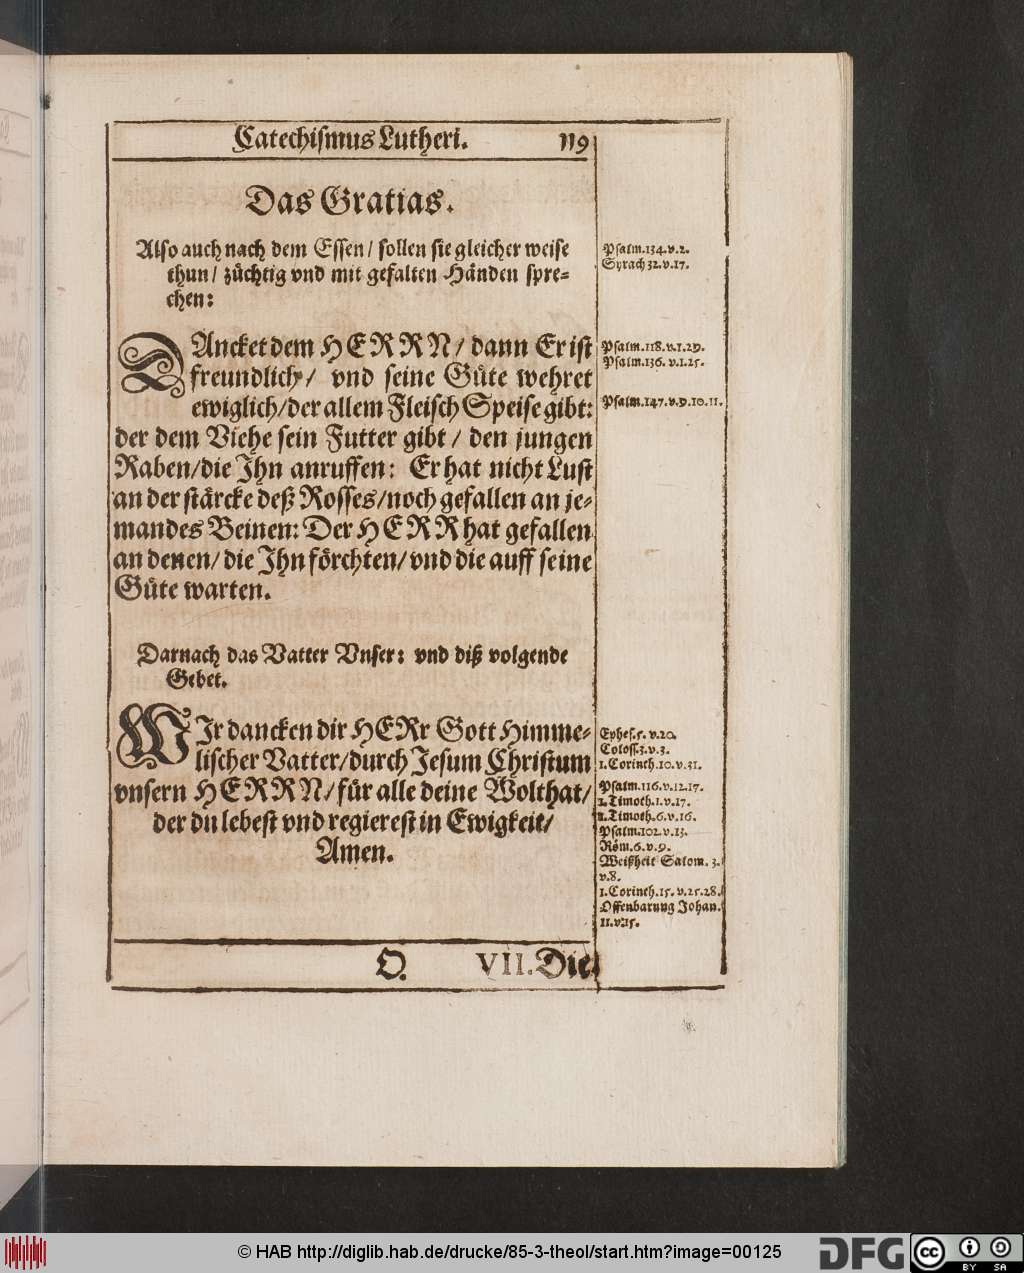 Catechismus Lutheri. 119
Das Gratias.
Also auch nach dem Essen / sollen sie gleicher weise
thun / züchtig vnd mit gefalten Händen spre-
chen:
Psalm.134.v.2.
Syrach 32.v.17.
DAncket dem HERRN / dann Er ist
freundlich / vnd seine Güte wehret
ewiglich/der allem Fleisch Speise gibt:
der dem Viehe sein Futter gibt / den jungen
Raben/die Ihn anruffen: Er hat nicht Lust
an der stärcke deß Rosses/noch gefallen an je-
mandes Beinen: Der HERR hat gefallen
an denen/ die Ihn förchten/ vnd die auff seine
Güte warten.
Psalm.118.v.1.29.
Psalm.136.v.1.25.
Psalm.147.v.9.10.11.
Darnach das Vatter Vnser: vnd diß volgende
Gebet.
WIr dancken dir HERr Gott Himme-
lischer Vatter/durch Jesum Christum
vnsern HERRN/für alle deine Wolthat/
der du lebest vnd regierest in Ewigkeit/
Amen.
Ephes.5.v.20.
Coloss.3.v.3.
1.Corinth.10.v.31.
Psalm.116.v.12.17.
1.Timoth.1.v.17.
1.Timoth.6.v.16.
Psalm.102.v.13.
Röm.6.v.9.
Weißheit Salom.3.
v.8.
1.Corinth.15.v.25.28.
Offenbarung Johan.
11.v.15.
O. VII. Die
© HAB http://diglib.hab.de/drucke/85-3-theol/start.htm?image=00125
DFG
cc BY SA